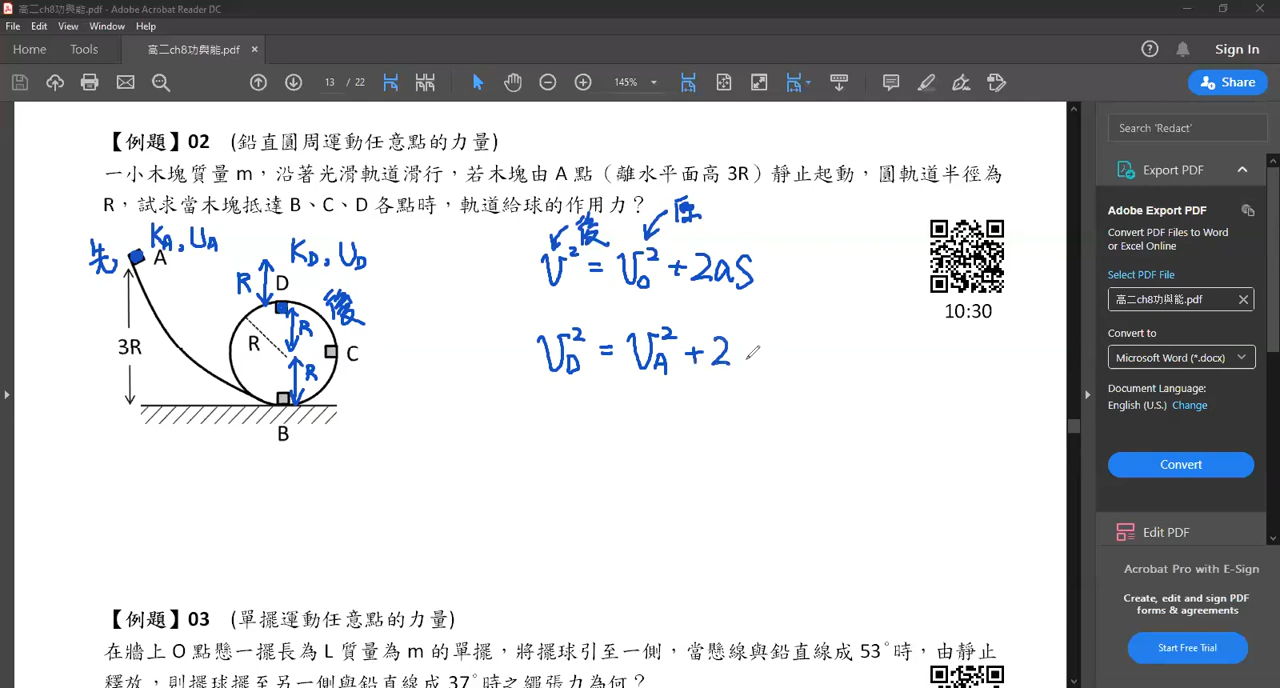 高二ch8功與能.pdf - Adobe Acrobat Reader DC
File Edit View Window Help
Home Tools 高二ch8功與能.pdf × Sign In
13 / 22 145% Share
【例題】02 (鉛直圓周運動任意點的力量)
一小木塊質量 m，沿著光滑軌道滑行，若木塊由 A 點（離水平面高 3R）靜止起動，圓軌道半徑為
R，試求當木塊抵達 B、C、D 各點時，軌道給球的作用力？
先 K_A, U_A A
K_D, U_D
R D 後
R R C
3R R
B
後 原
V² = V₀² + 2aS
V_D² = V_A² + 2
10:30
【例題】03 (單擺運動任意點的力量)
在牆上 O 點懸一擺長為 L 質量為 m 的單擺，將擺球引至一側，當懸線與鉛直線成 53°時，由靜止
釋放，則擺球擺至另一側與鉛直線成 37°時之繩張力為何？
Search 'Redact'
Export PDF
Adobe Export PDF
Convert PDF Files to Word
or Excel Online
Select PDF File
高二ch8功與能.pdf ×
Convert to
Microsoft Word (*.docx)
Document Language:
English (U.S.) Change
Convert
Edit PDF
Acrobat Pro with E-Sign
Create, edit and sign PDF
forms & agreements
Start Free Trial